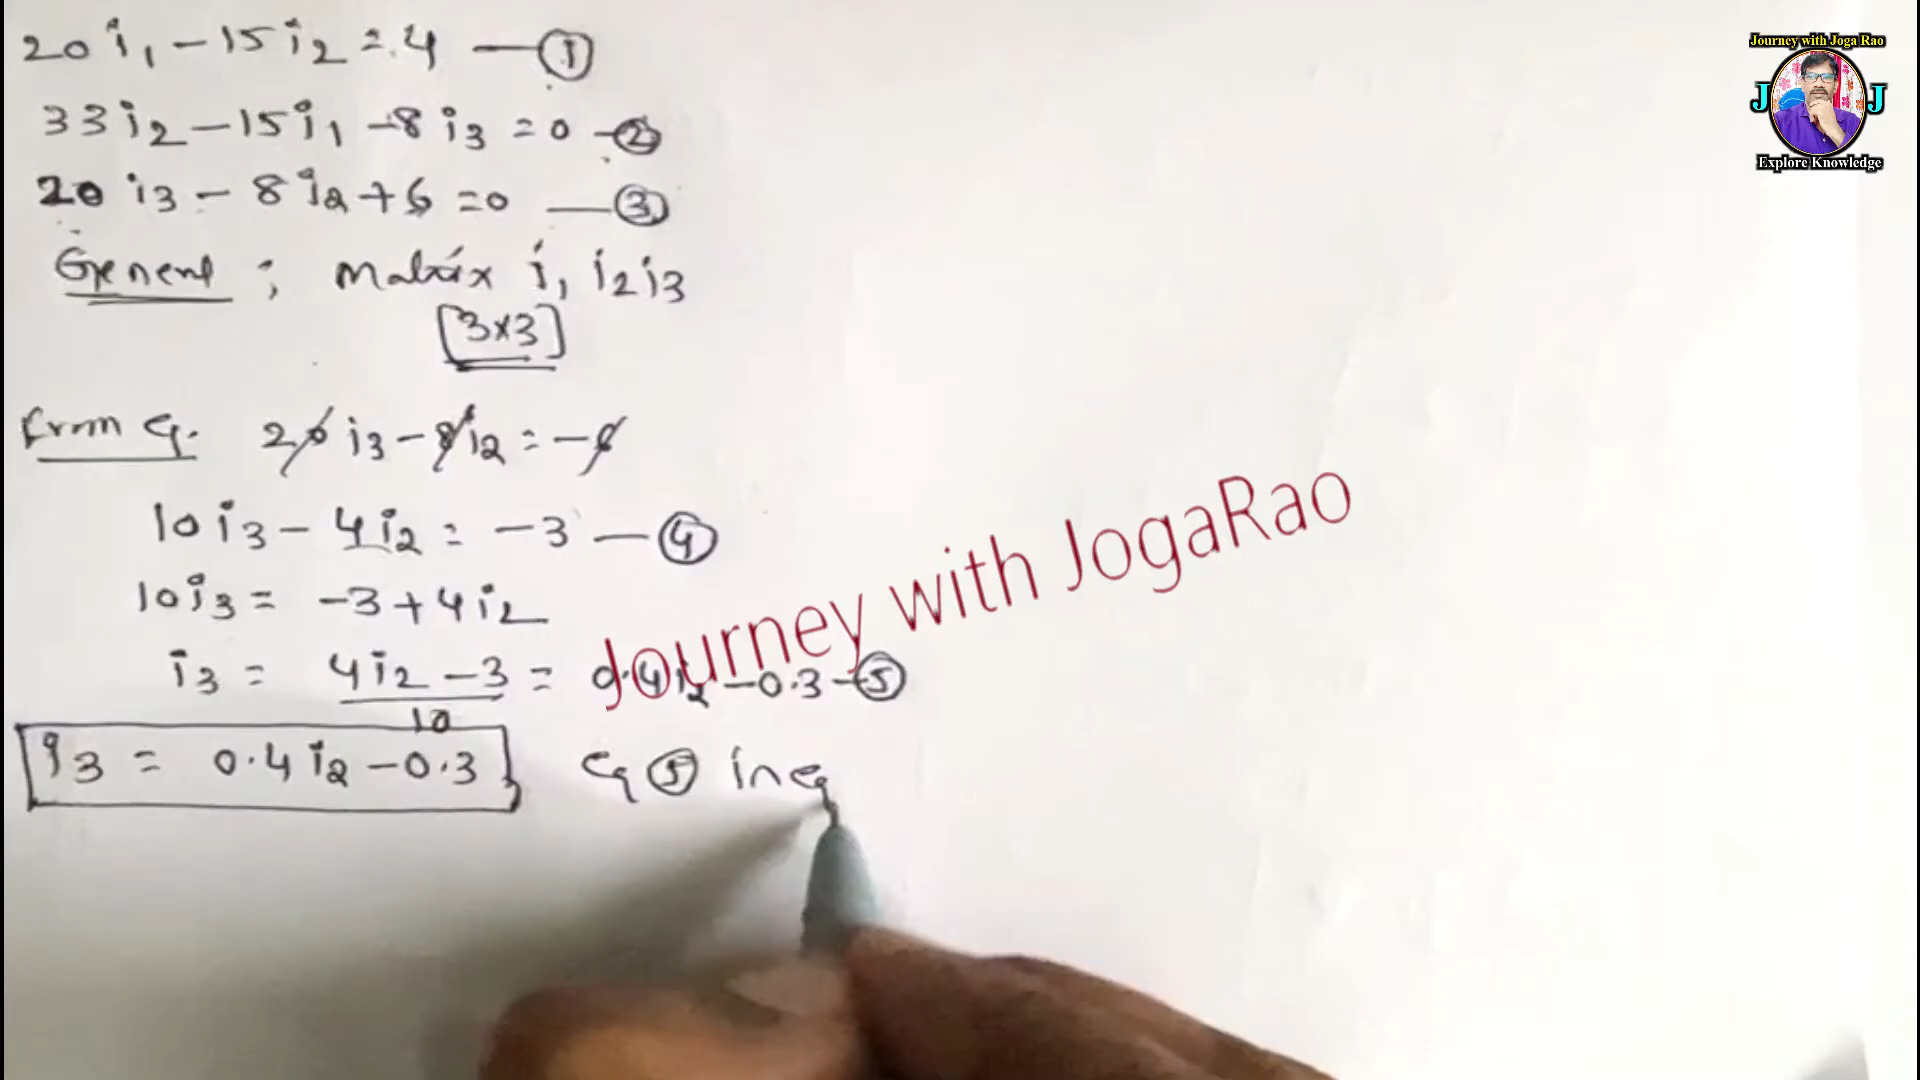 20 i1 - 15 i2 = 4 — ①
33 i2 - 15 i1 - 8 i3 = 0 - ②
20 i3 - 8 i2 + 6 = 0 — ③
General ; Matrix i1 i2 i3
[3×3]
from eq. 20 i3 - 8 i2 = -6
10 i3 - 4 i2 = -3 — ④
10 i3 = -3 + 4 i2
i3 = 4 i2 - 3 / 10 = 0.4 i2 - 0.3 - ⑤
i3 = 0.4 i2 - 0.3 eq ⑤ in eq
Journey with JogaRao
Journey with Joga Rao
J J
Explore Knowledge